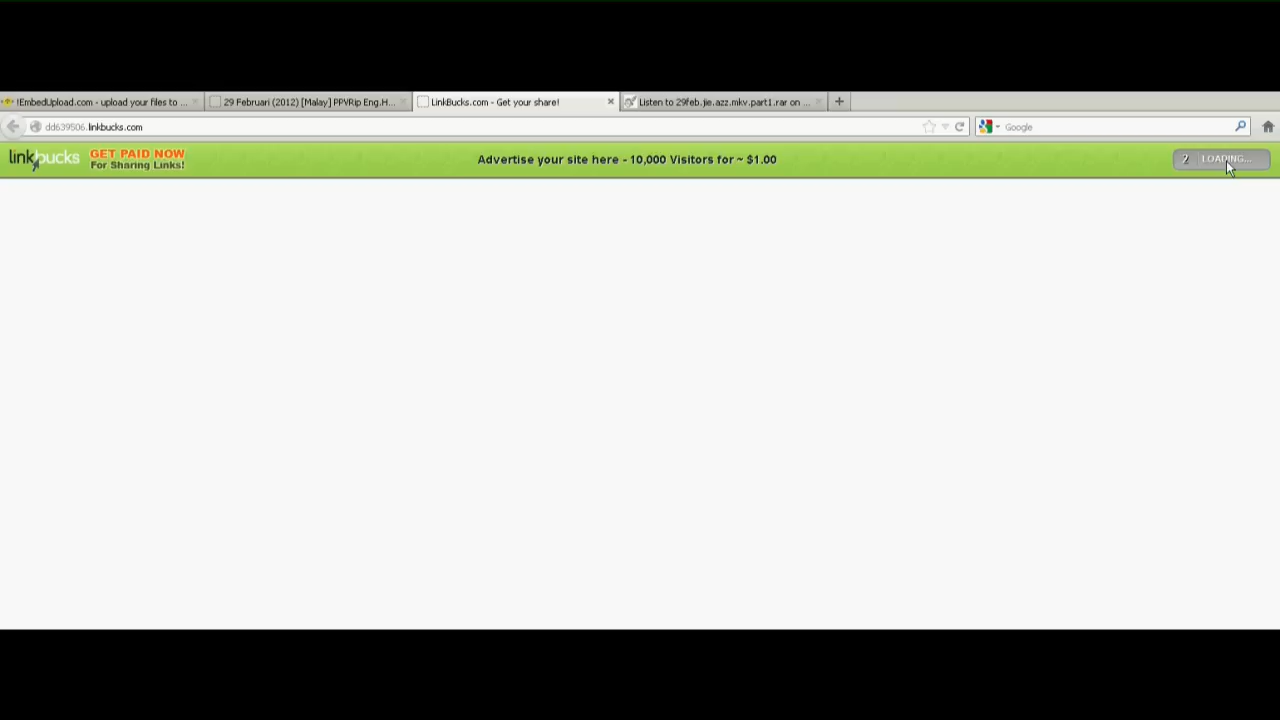 !EmbedUpload.com - upload your files to ...
29 Februari (2012) [Malay] PPVRip Eng.H...
LinkBucks.com - Get your share!
Listen to 29feb.jie.azz.mkv.part1.rar on ...
dd639506.linkbucks.com
Google
linkbucks
GET PAID NOW
For Sharing Links!
Advertise your site here - 10,000 Visitors for ~ $1.00
2 LOADING...